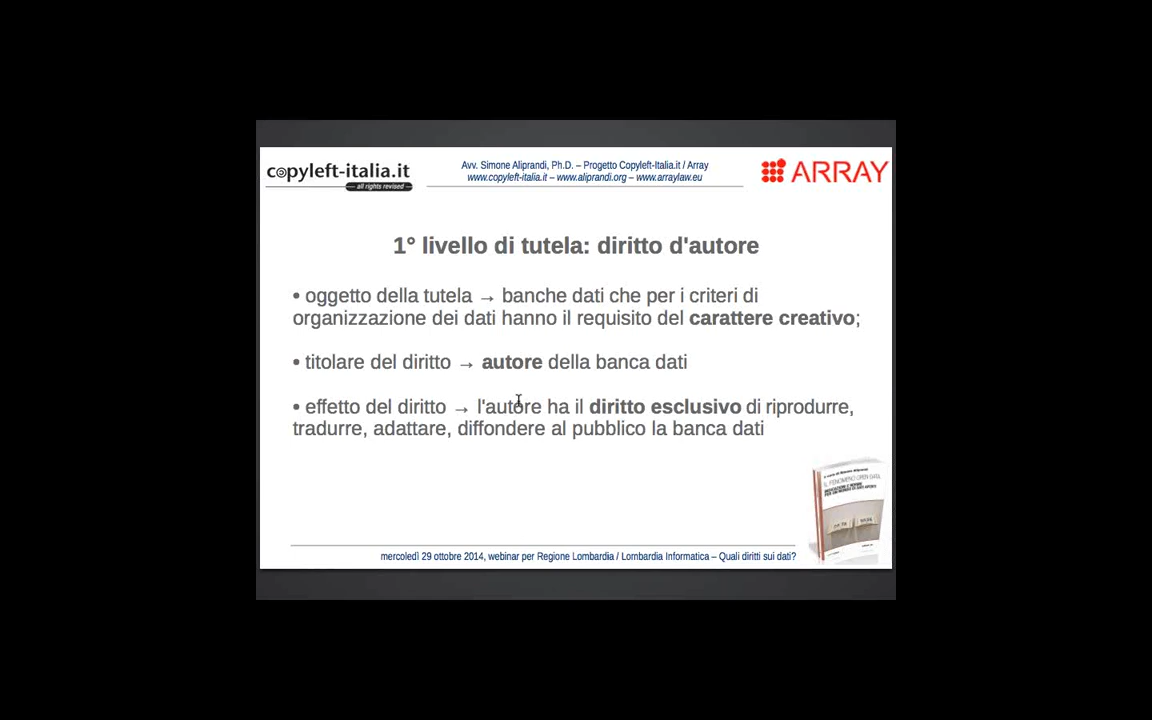 copyleft-italia.it
all rights revised
Avv. Simone Aliprandi, Ph.D. – Progetto Copyleft-Italia.it / Array
www.copyleft-italia.it – www.aliprandi.org – www.arraylaw.eu
ARRAY
1° livello di tutela: diritto d'autore
• oggetto della tutela → banche dati che per i criteri di
organizzazione dei dati hanno il requisito del carattere creativo;
• titolare del diritto → autore della banca dati
• effetto del diritto → l'autore ha il diritto esclusivo di riprodurre,
tradurre, adattare, diffondere al pubblico la banca dati
IL FENOMENO OPEN DATA
mercoledì 29 ottobre 2014, webinar per Regione Lombardia / Lombardia Informatica – Quali diritti sui dati?